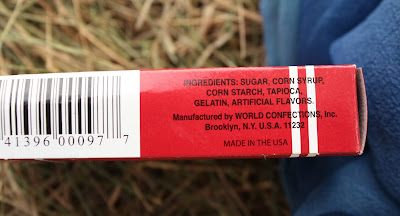 INGREDIENTS: SUGAR, CORN SYRUP,
CORN STARCH, TAPIOCA,
GELATIN, ARTIFICIAL FLAVORS.
Manufactured by WORLD CONFECTIONS, Inc.
Brooklyn, N.Y. U.S.A. 11232
MADE IN THE USA
41396 00097 7